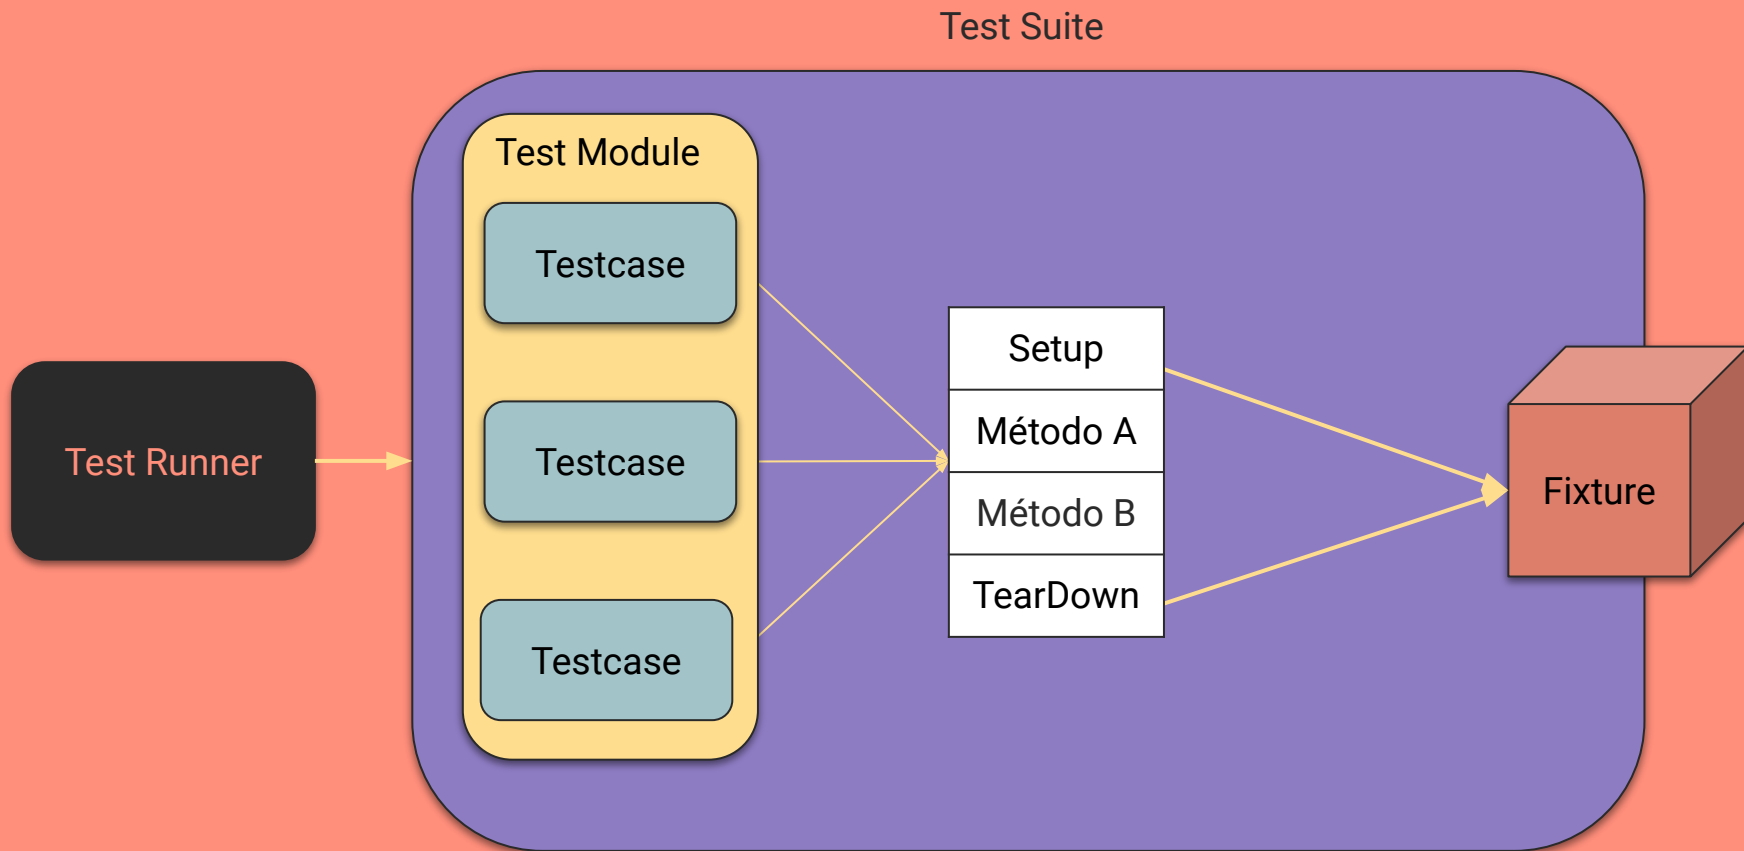 Test Suite
Test Module
Testcase
Testcase
Testcase
Test Runner
Setup
Método A
Método B
TearDown
Fixture